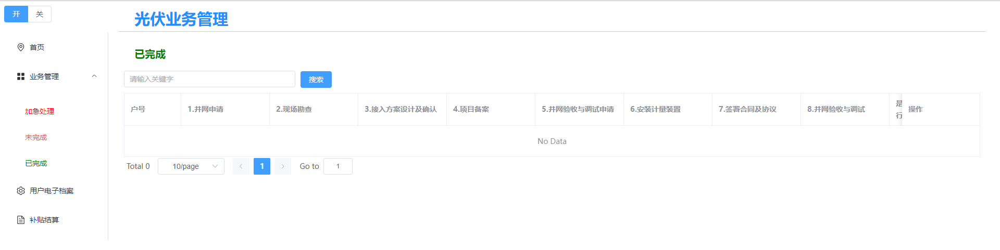 开 关
光伏业务管理
首页
业务管理
加急处理
未完成
已完成
用户电子档案
补贴结算
已完成
请输入关键字 搜索
户号 1.并网申请 2.现场勘查 3.接入方案设计及确认 4.项目备案 5.并网验收与调试申请 6.安装计量装置 7.签署合同及协议 8.并网验收与调试 是 操作
行
No Data
Total 0 10/page 1 Go to 1